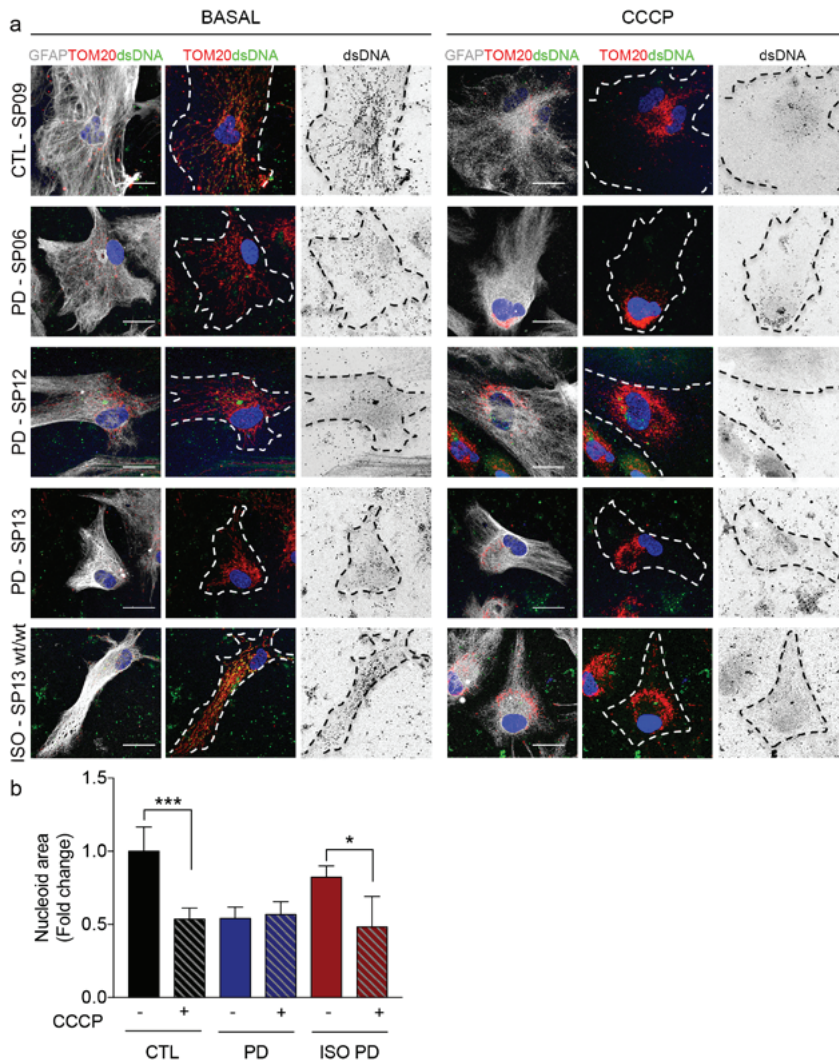 a
BASAL
CCCP
GFAPTOM20dsDNA
TOM20dsDNA
dsDNA
GFAPTOM20dsDNA
TOM20dsDNA
dsDNA
CTL - SP09
PD - SP06
PD - SP12
PD - SP13
ISO - SP13 wt/wt
b
Nucleoid area
(Fold change)
1.5
1.0
0.5
0.0
***
*
CCCP
- + - + - +
CTL PD ISO PD